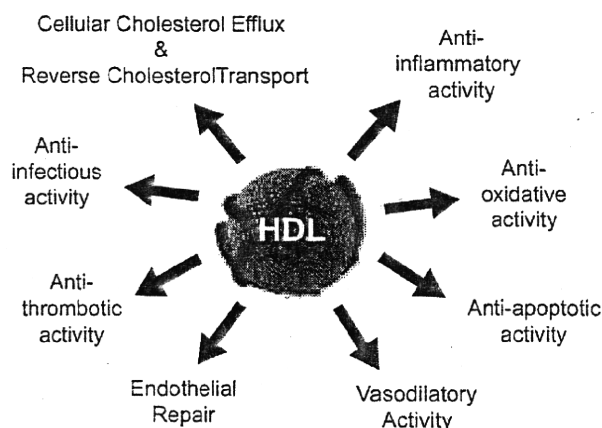 Cellular Cholesterol Efflux
&
Reverse CholesterolTransport
Anti-
inflammatory
activity
Anti-
infectious
activity
Anti-
oxidative
activity
HDL
Anti-
thrombotic
activity
Anti-apoptotic
activity
Endothelial
Repair
Vasodilatory
Activity